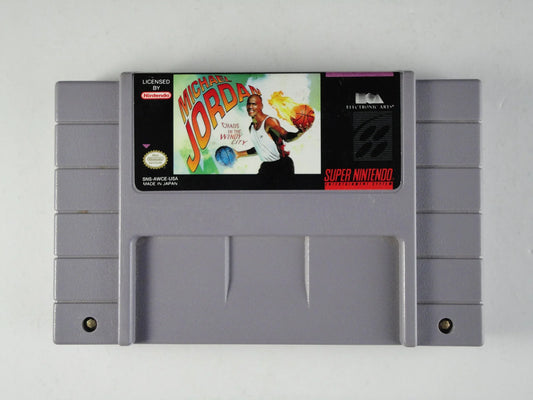 LICENSED
BY
Nintendo
MICHAEL
JORDAN
CHAOS
IN THE
WINDY
CITY
SNS-AWCE-USA
MADE IN JAPAN
ELECTRONIC ARTS
SUPER NINTENDO
ENTERTAINMENT SYSTEM